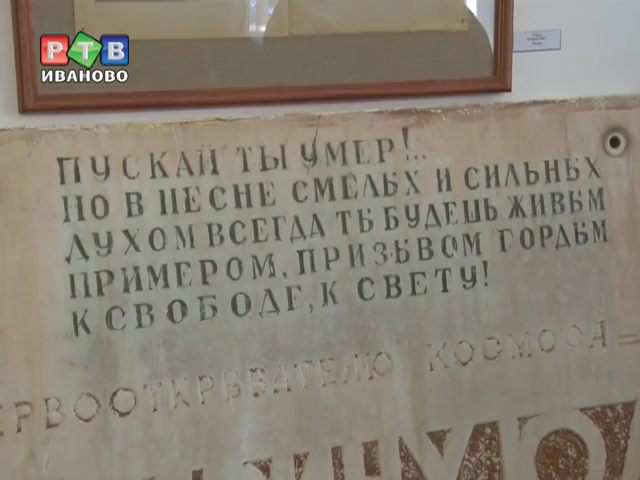 РТВ
ИВАНОВО
ПУСКАЙ ТЫ УМЕР!..
НО В ПЕСНЕ СМЕЛЬХ И СИЛЬНЬХ
ДУХОМ ВСЕГДА ТЬ БУДЕШЬ ЖИВЬМ
ПРИМЕРОМ, ПРИЗЬВОМ ГОРДЬМ
К СВОБОДЕ, К СВЕТУ!
ЕРВООТКРЬВАТЕЛЮ КОСМОСА=